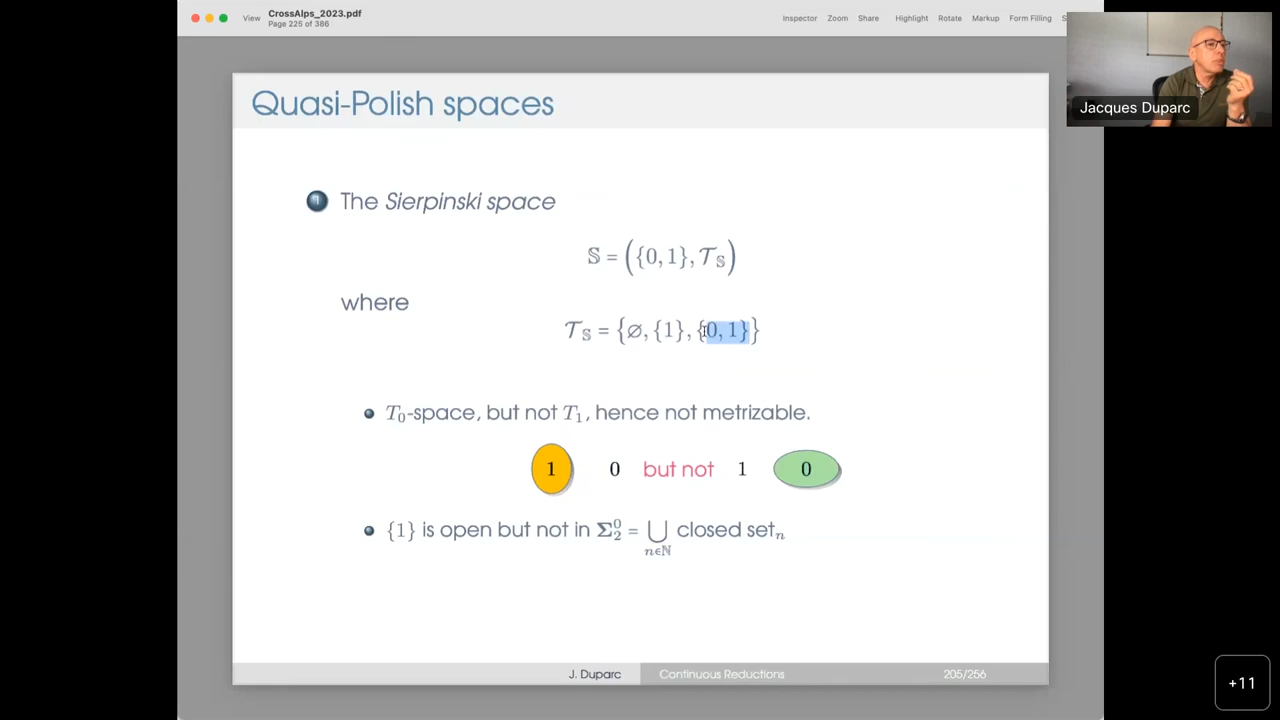 View
CrossAlps_2023.pdf
Page 225 of 386
Inspector Zoom Share Highlight Rotate Markup Form Filling
Jacques Duparc
Quasi-Polish spaces
1 The Sierpinski space
𝕊 = ({0, 1}, 𝒯_𝕊)
where
𝒯_𝕊 = {∅, {1}, {0, 1}}
T₀-space, but not T₁, hence not metrizable.
1 0 but not 1 0
{1} is open but not in Σ⁰₂ = ⋃_{n∈ℕ} closed setₙ
J. Duparc Continuous Reductions 205/256
+11